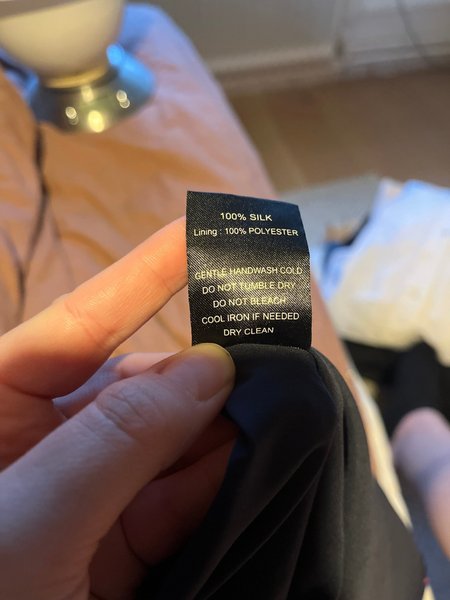 100% SILK
Lining : 100% POLYESTER
GENTLE HANDWASH COLD
DO NOT TUMBLE DRY
DO NOT BLEACH
COOL IRON IF NEEDED
DRY CLEAN